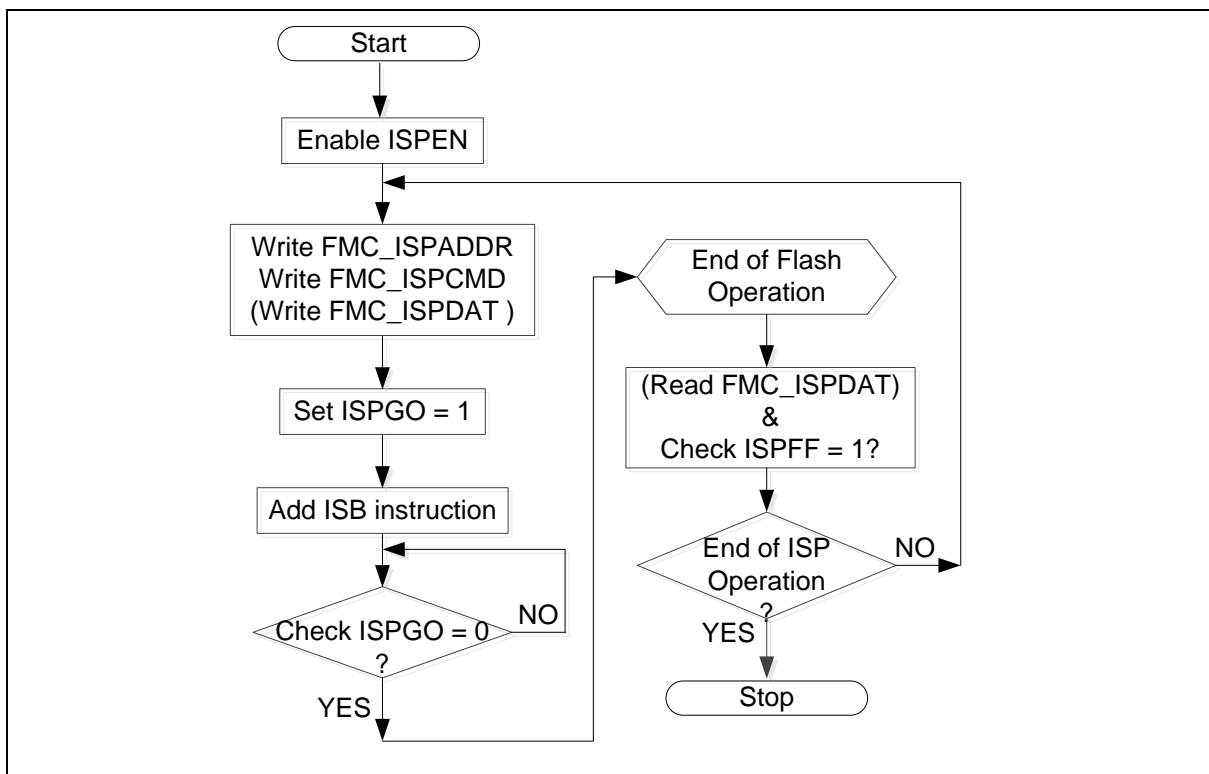 Start
Enable ISPEN
Write FMC_ISPADDR
Write FMC_ISPCMD
(Write FMC_ISPDAT )
Set ISPGO = 1
Add ISB instruction
Check ISPGO = 0
?
NO
YES
End of Flash
Operation
(Read FMC_ISPDAT)
&
Check ISPFF = 1?
End of ISP
Operation
?
NO
YES
Stop